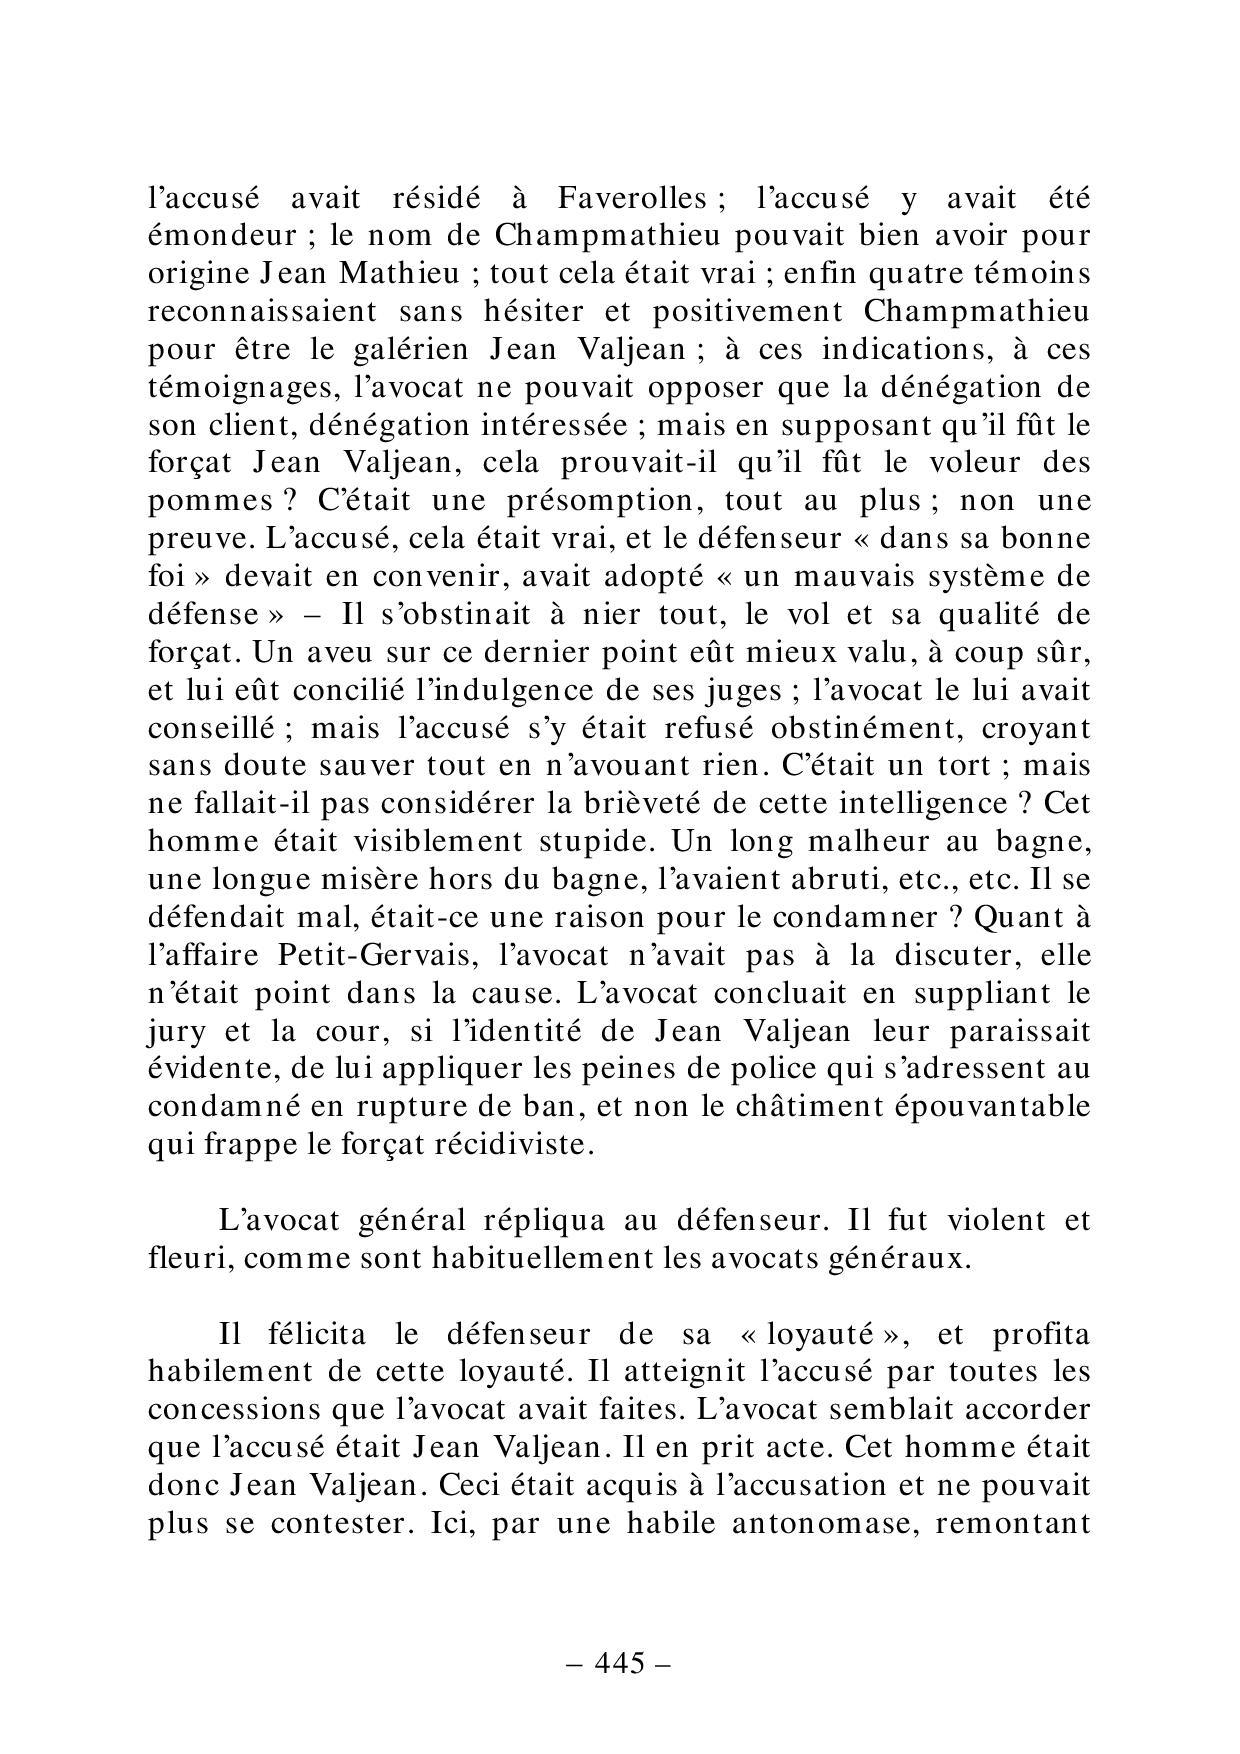 l’accusé avait résidé à Faverolles ; l’accusé y avait été
émondeur ; le nom de Champmathieu pouvait bien avoir pour
origine Jean Mathieu ; tout cela était vrai ; enfin quatre témoins
reconnaissaient sans hésiter et positivement Champmathieu
pour être le galérien Jean Valjean ; à ces indications, à ces
témoignages, l’avocat ne pouvait opposer que la dénégation de
son client, dénégation intéressée ; mais en supposant qu’il fût le
forçat Jean Valjean, cela prouvait-il qu’il fût le voleur des
pommes ? C’était une présomption, tout au plus ; non une
preuve. L’accusé, cela était vrai, et le défenseur « dans sa bonne
foi » devait en convenir, avait adopté « un mauvais système de
défense » – Il s’obstinait à nier tout, le vol et sa qualité de
forçat. Un aveu sur ce dernier point eût mieux valu, à coup sûr,
et lui eût concilié l’indulgence de ses juges ; l’avocat le lui avait
conseillé ; mais l’accusé s’y était refusé obstinément, croyant
sans doute sauver tout en n’avouant rien. C’était un tort ; mais
ne fallait-il pas considérer la brièveté de cette intelligence ? Cet
homme était visiblement stupide. Un long malheur au bagne,
une longue misère hors du bagne, l’avaient abruti, etc., etc. Il se
défendait mal, était-ce une raison pour le condamner ? Quant à
l’affaire Petit-Gervais, l’avocat n’avait pas à la discuter, elle
n’était point dans la cause. L’avocat concluait en suppliant le
jury et la cour, si l’identité de Jean Valjean leur paraissait
évidente, de lui appliquer les peines de police qui s’adressent au
condamné en rupture de ban, et non le châtiment épouvantable
qui frappe le forçat récidiviste.
L’avocat général répliqua au défenseur. Il fut violent et
fleuri, comme sont habituellement les avocats généraux.
Il félicita le défenseur de sa « loyauté », et profita
habilement de cette loyauté. Il atteignit l’accusé par toutes les
concessions que l’avocat avait faites. L’avocat semblait accorder
que l’accusé était Jean Valjean. Il en prit acte. Cet homme était
donc Jean Valjean. Ceci était acquis à l’accusation et ne pouvait
plus se contester. Ici, par une habile antonomase, remontant
– 445 –